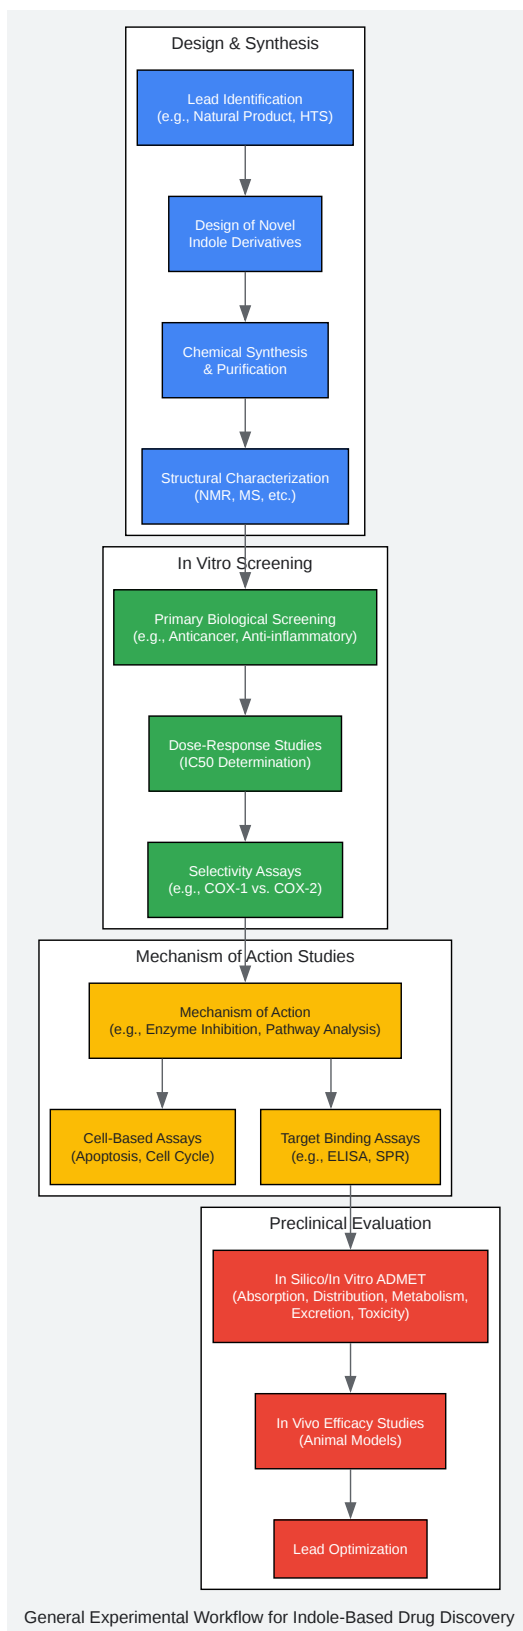 Design & Synthesis
Lead Identification
(e.g., Natural Product, HTS)
Design of Novel
Indole Derivatives
Chemical Synthesis
& Purification
Structural Characterization
(NMR, MS, etc.)
In Vitro Screening
Primary Biological Screening
(e.g., Anticancer, Anti-inflammatory)
Dose-Response Studies
(IC50 Determination)
Selectivity Assays
(e.g., COX-1 vs. COX-2)
Mechanism of Action Studies
Mechanism of Action
(e.g., Enzyme Inhibition, Pathway Analysis)
Cell-Based Assays
(Apoptosis, Cell Cycle)
Target Binding Assays
(e.g., ELISA, SPR)
Preclinical Evaluation
In Silico/In Vitro ADMET
(Absorption, Distribution, Metabolism,
Excretion, Toxicity)
In Vivo Efficacy Studies
(Animal Models)
Lead Optimization
General Experimental Workflow for Indole-Based Drug Discovery